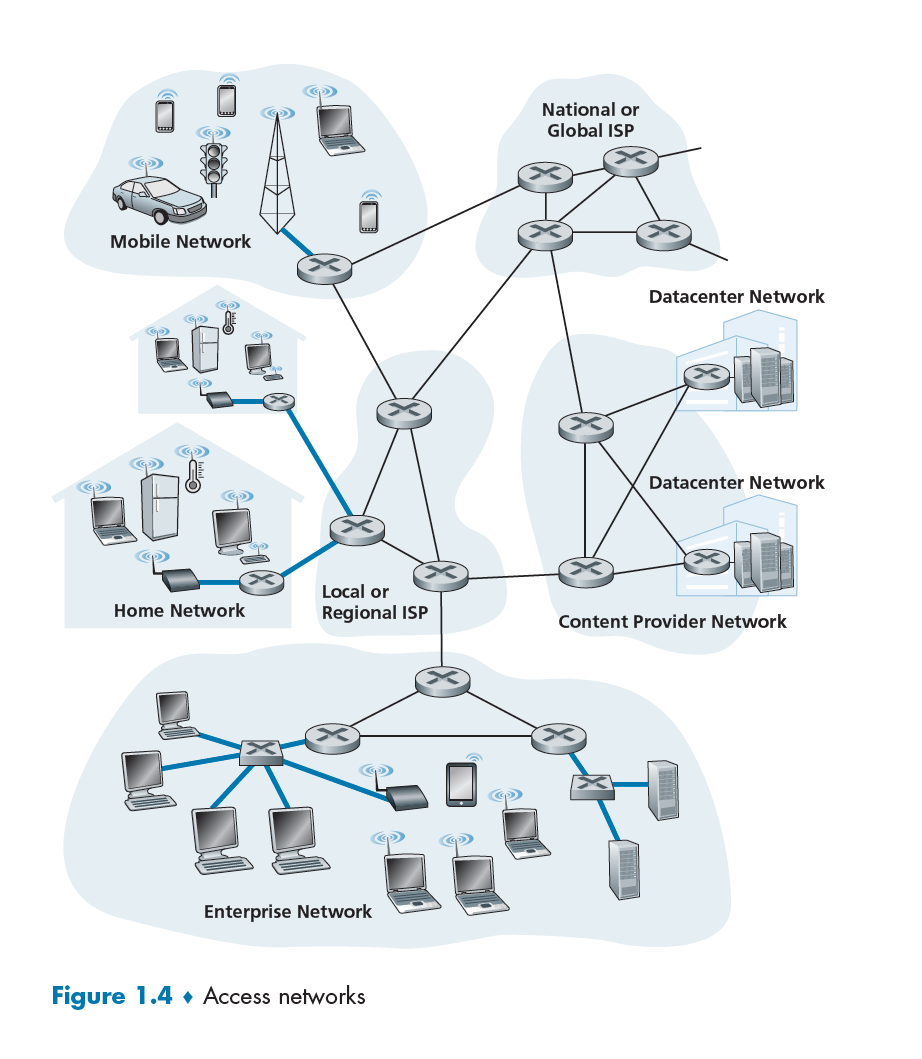 National or
Global ISP
Mobile Network
Datacenter Network
Datacenter Network
Home Network
Local or
Regional ISP
Content Provider Network
Enterprise Network
Figure 1.4 ♦ Access networks